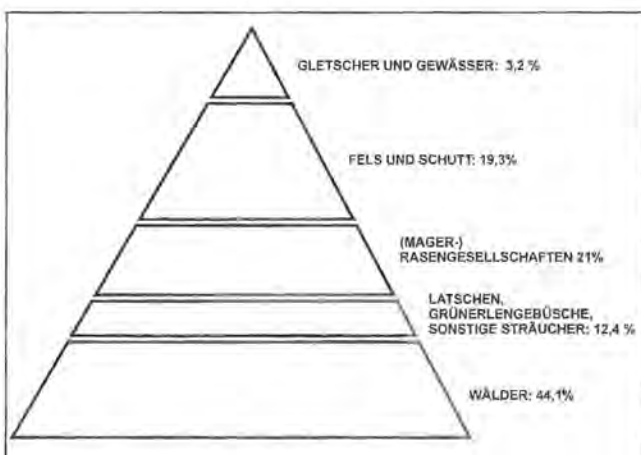 GLETSCHER UND GEWÄSSER: 3,2 %
FELS UND SCHUTT: 19,3%
(MAGER-)
RASENGESELLSCHAFTEN 21%
LATSCHEN,
GRÜNERLENGEBÜSCHE,
SONSTIGE STRÄUCHER: 12,4 %
WÄLDER: 44,1%